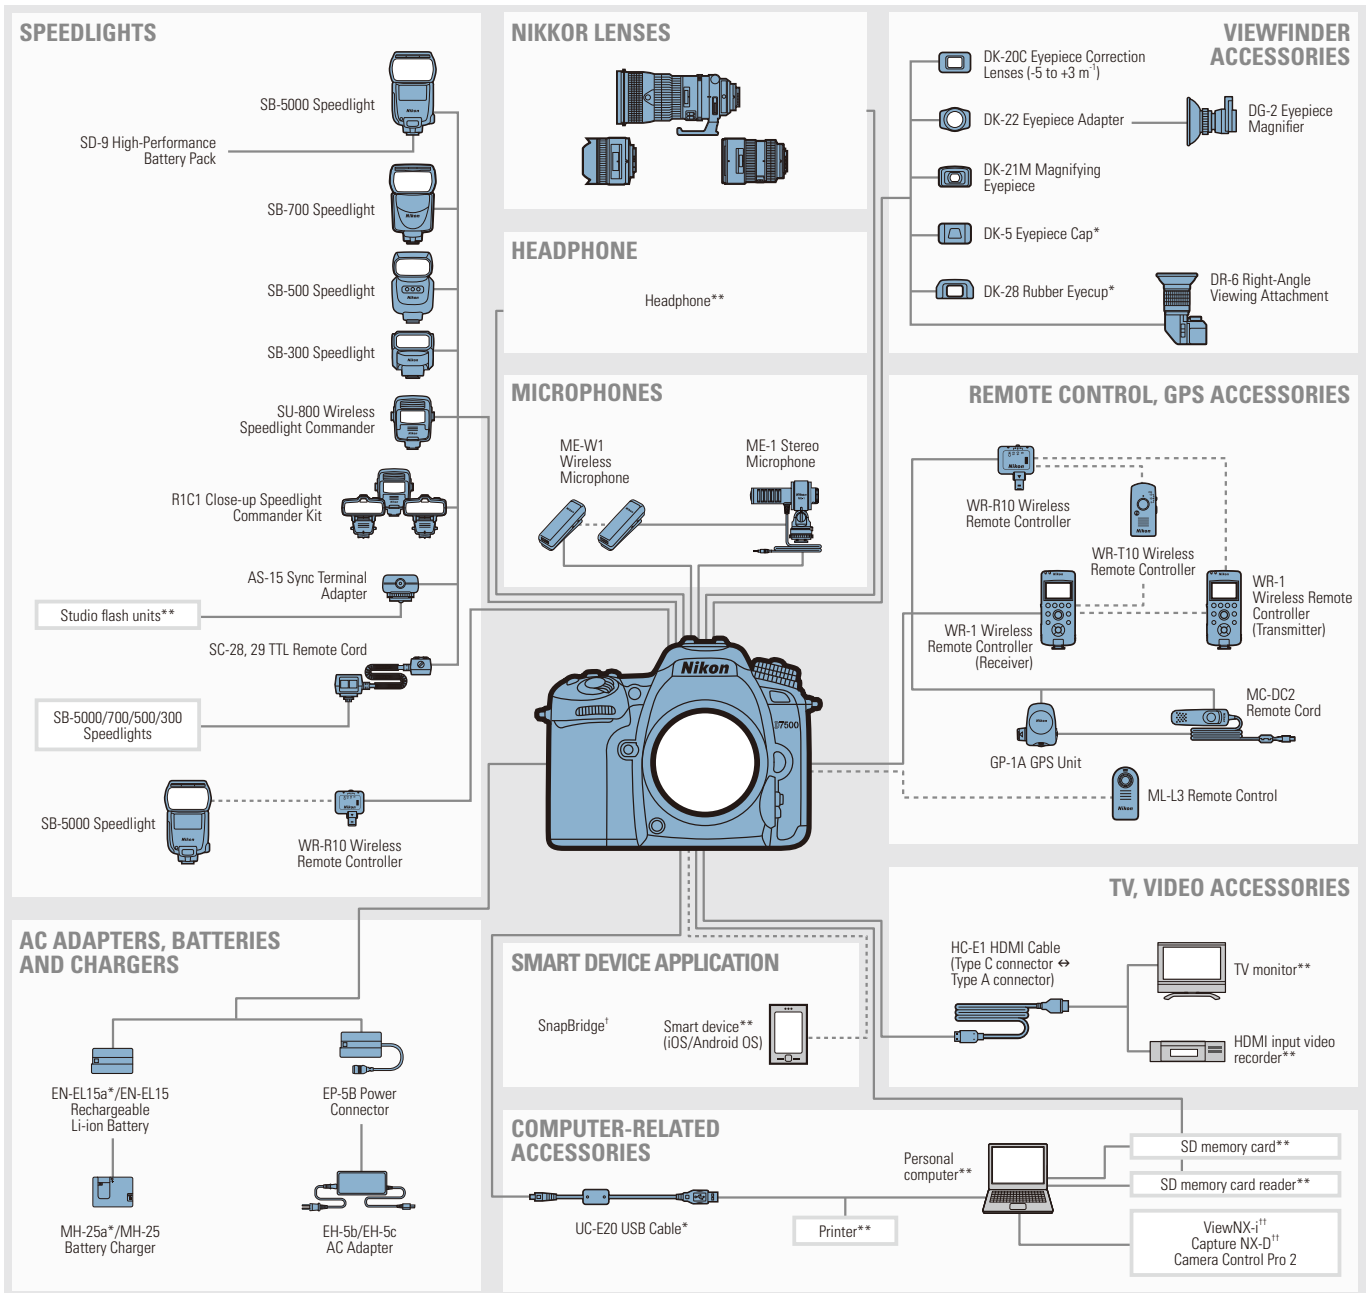 SPEEDLIGHTS
SB-5000 Speedlight
SD-9 High-Performance
Battery Pack
SB-700 Speedlight
SB-500 Speedlight
SB-300 Speedlight
SU-800 Wireless
Speedlight Commander
R1C1 Close-up Speedlight
Commander Kit
AS-15 Sync Terminal
Adapter
Studio flash units**
SC-28, 29 TTL Remote Cord
SB-5000/700/500/300
Speedlights
SB-5000 Speedlight
WR-R10 Wireless
Remote Controller
NIKKOR LENSES
HEADPHONE
Headphone**
MICROPHONES
ME-W1
Wireless
Microphone
ME-1 Stereo
Microphone
Nikon
D7500
VIEWFINDER
ACCESSORIES
DK-20C Eyepiece Correction
Lenses (-5 to +3 m⁻¹)
DK-22 Eyepiece Adapter
DG-2 Eyepiece
Magnifier
DK-21M Magnifying
Eyepiece
DK-5 Eyepiece Cap*
DK-28 Rubber Eyecup*
DR-6 Right-Angle
Viewing Attachment
REMOTE CONTROL, GPS ACCESSORIES
WR-R10 Wireless
Remote Controller
WR-T10 Wireless
Remote Controller
WR-1
Wireless Remote
Controller
(Transmitter)
WR-1 Wireless
Remote Controller
(Receiver)
MC-DC2
Remote Cord
GP-1A GPS Unit
ML-L3 Remote Control
AC ADAPTERS, BATTERIES
AND CHARGERS
EN-EL15a*/EN-EL15
Rechargeable
Li-ion Battery
EP-5B Power
Connector
MH-25a*/MH-25
Battery Charger
EH-5b/EH-5c
AC Adapter
SMART DEVICE APPLICATION
SnapBridge†
Smart device**
(iOS/Android OS)
TV, VIDEO ACCESSORIES
HC-E1 HDMI Cable
(Type C connector ↔
Type A connector)
TV monitor**
HDMI input video
recorder**
COMPUTER-RELATED
ACCESSORIES
UC-E20 USB Cable*
Printer**
Personal
computer**
SD memory card**
SD memory card reader**
ViewNX-i††
Capture NX-D††
Camera Control Pro 2